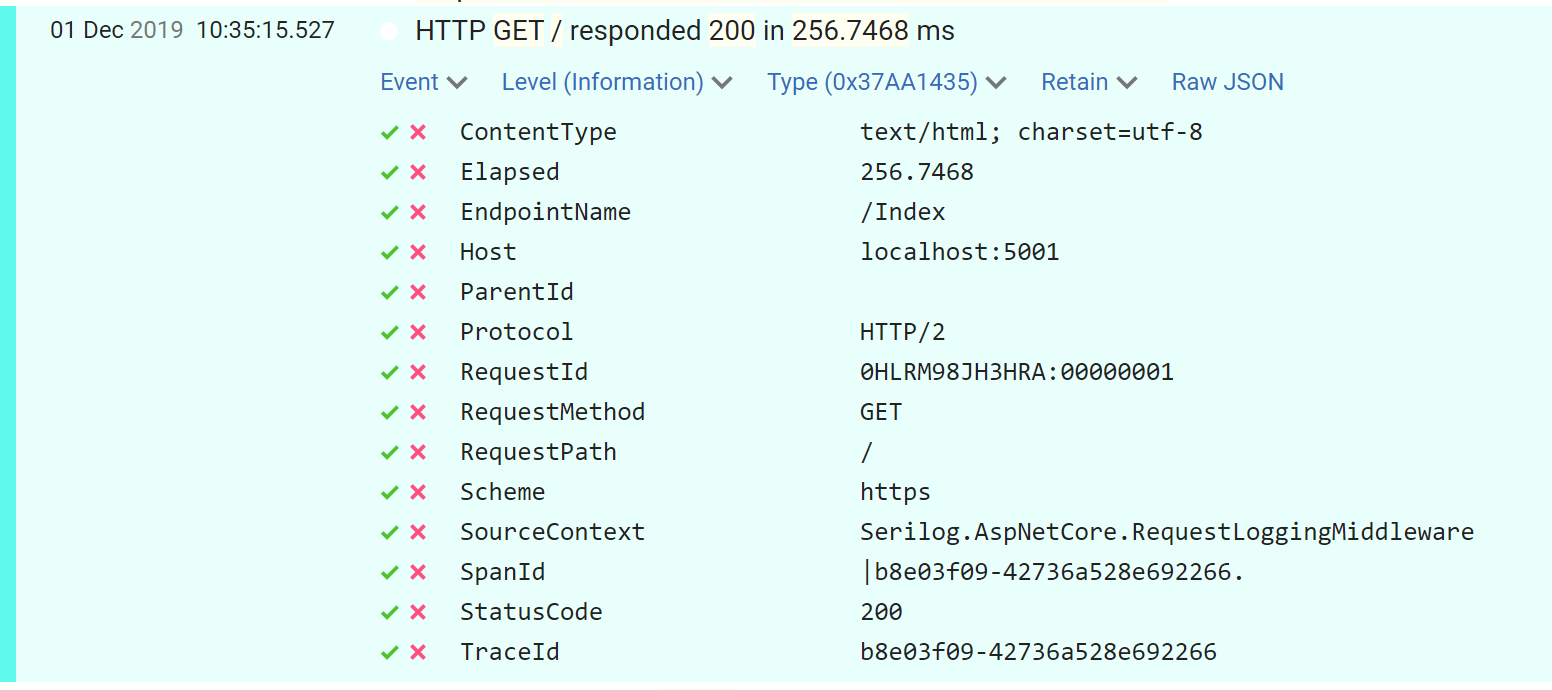 01 Dec 2019 10:35:15.527 HTTP GET / responded 200 in 256.7468 ms
Event Level (Information) Type (0x37AA1435) Retain Raw JSON
ContentType text/html; charset=utf-8
Elapsed 256.7468
EndpointName /Index
Host localhost:5001
ParentId
Protocol HTTP/2
RequestId 0HLRM98JH3HRA:00000001
RequestMethod GET
RequestPath /
Scheme https
SourceContext Serilog.AspNetCore.RequestLoggingMiddleware
SpanId |b8e03f09-42736a528e692266.
StatusCode 200
TraceId b8e03f09-42736a528e692266